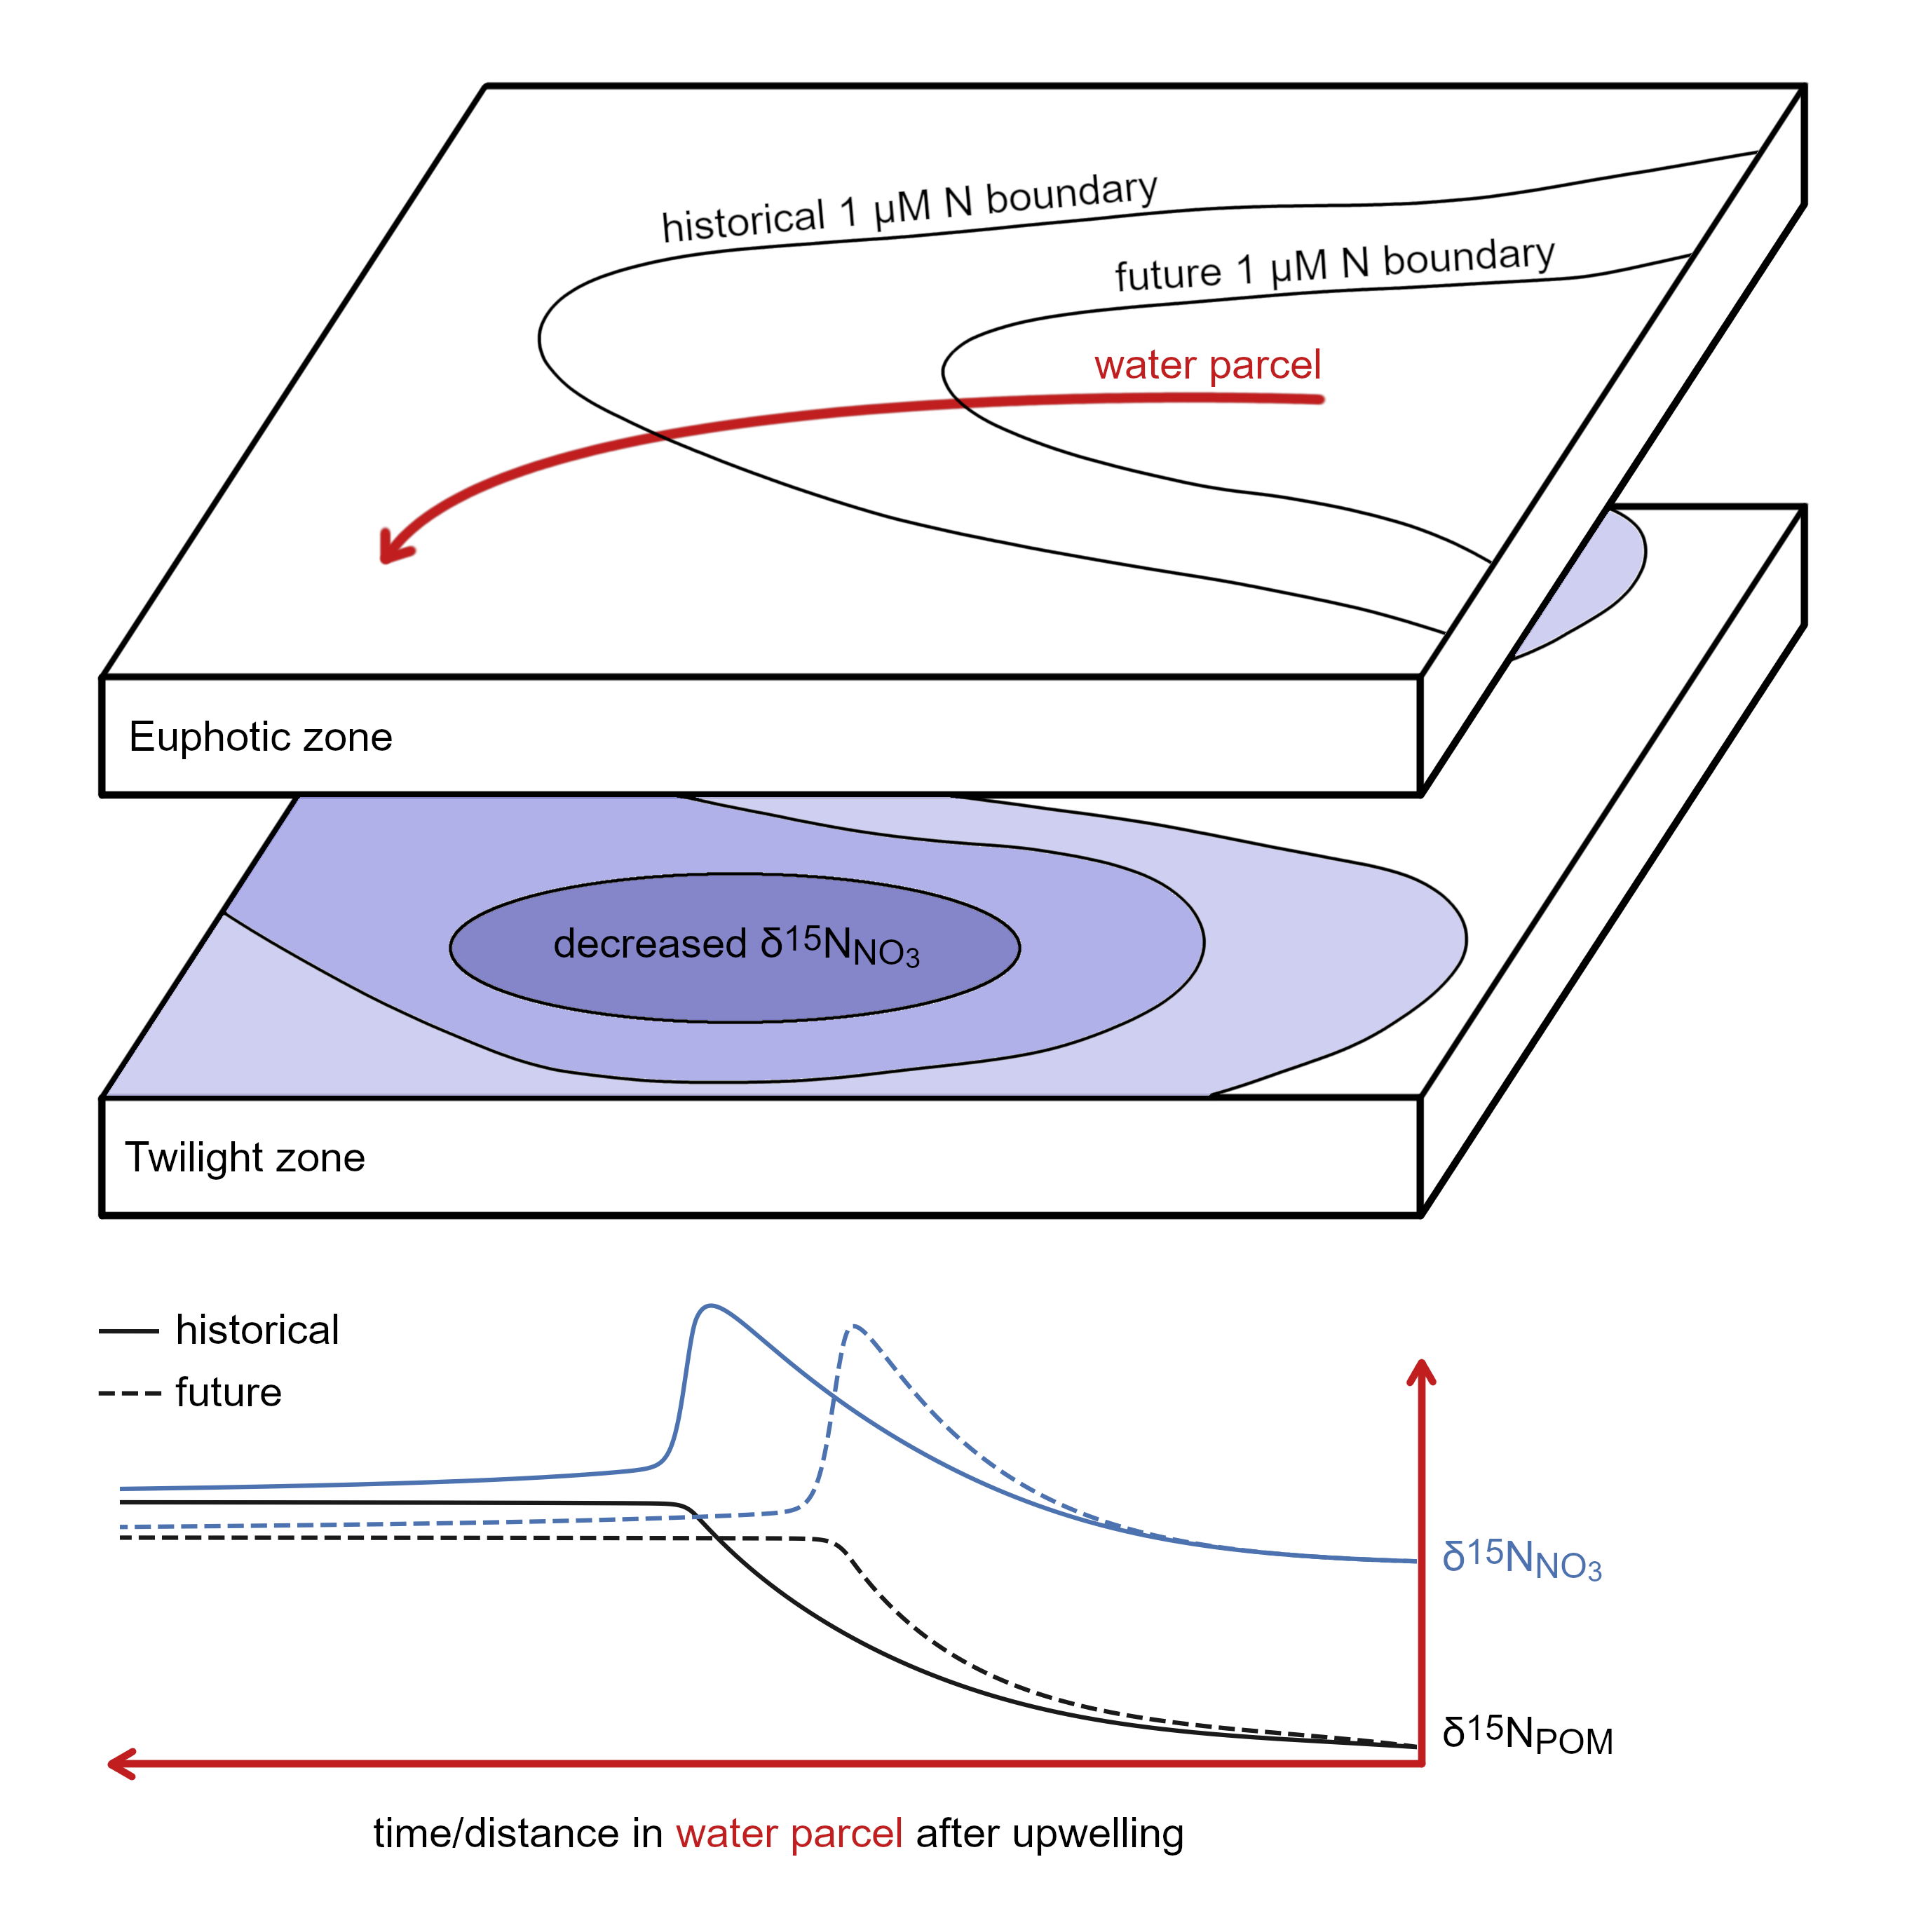 historical 1 µM N boundary
future 1 µM N boundary
water parcel
Euphotic zone
decreased δ15NNO3
Twilight zone
historical
future
δ15NNO3
δ15NPOM
time/distance in water parcel after upwelling